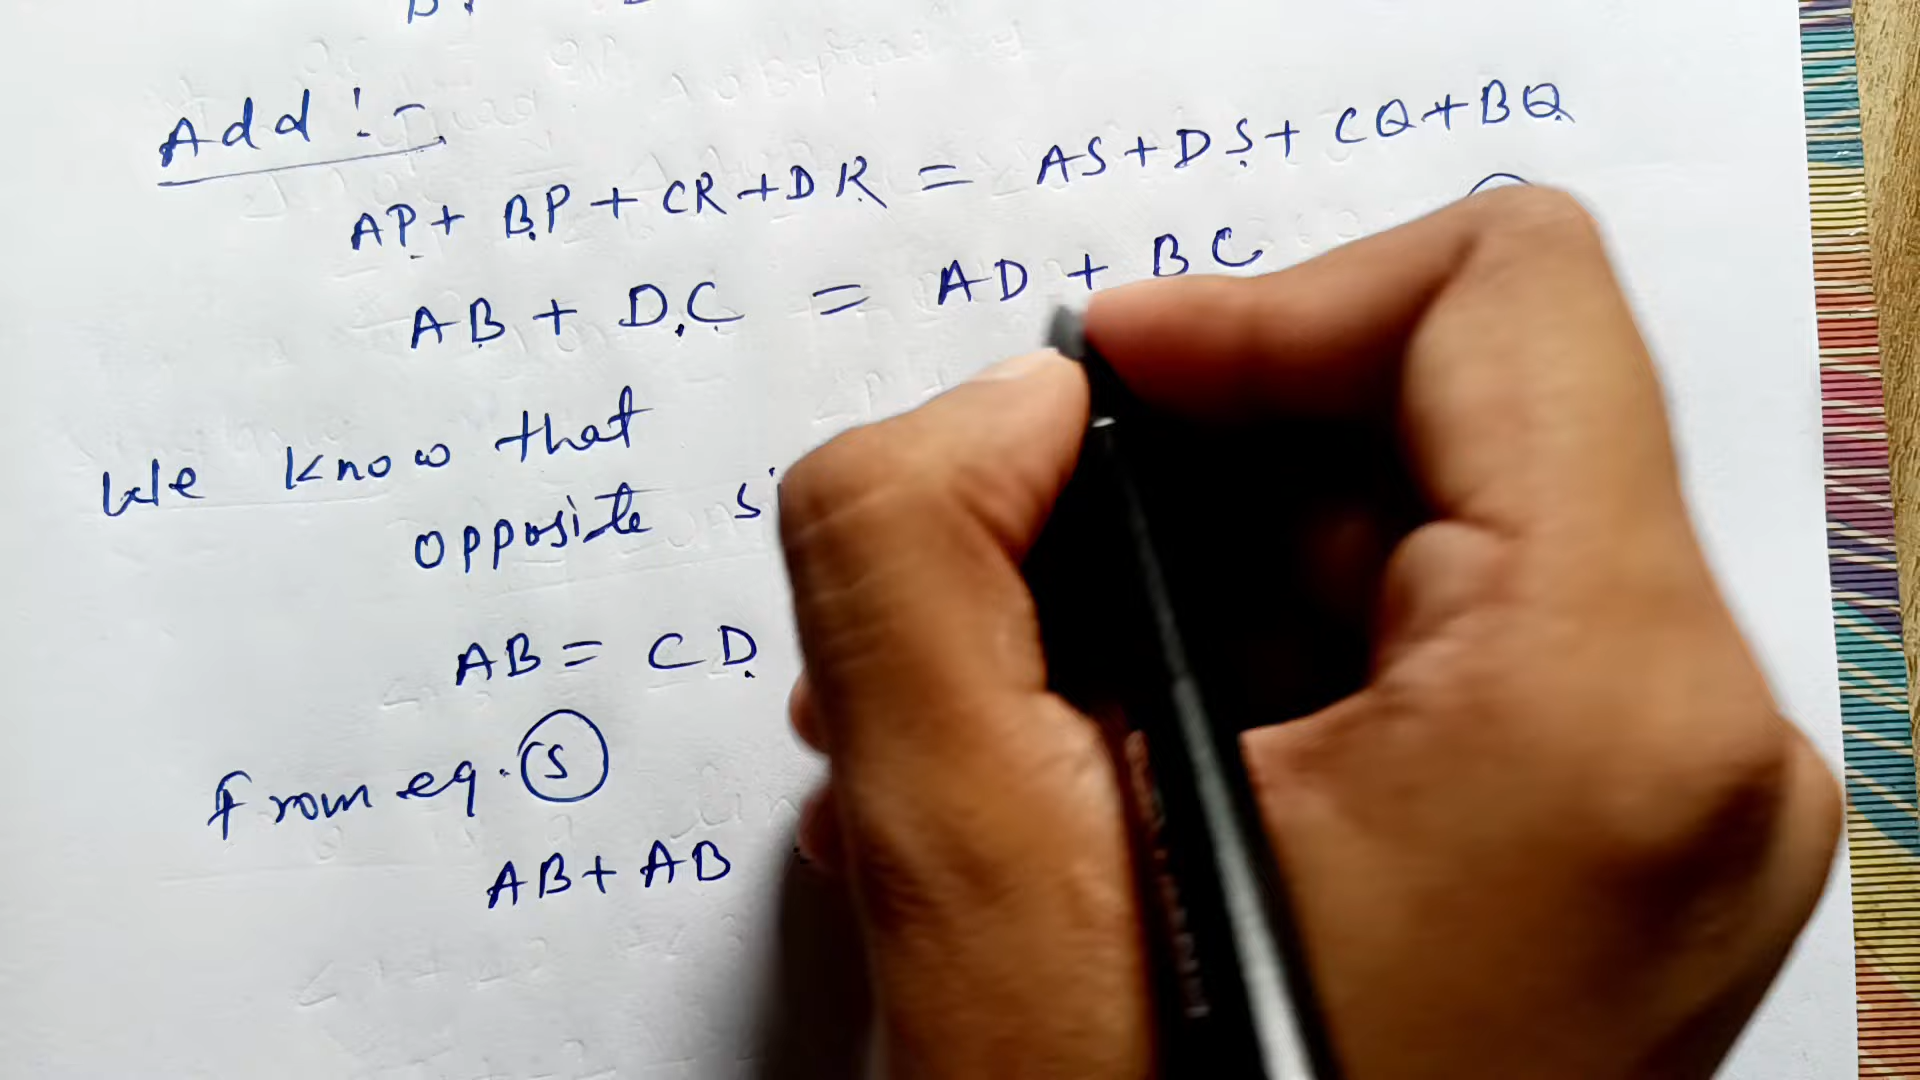 Add :-
AP + BP + CR + DR = AS + DS + CQ + BQ
AB + DC = AD + BC
We know that
opposite
AB = CD
from eq. (5)
AB + AB